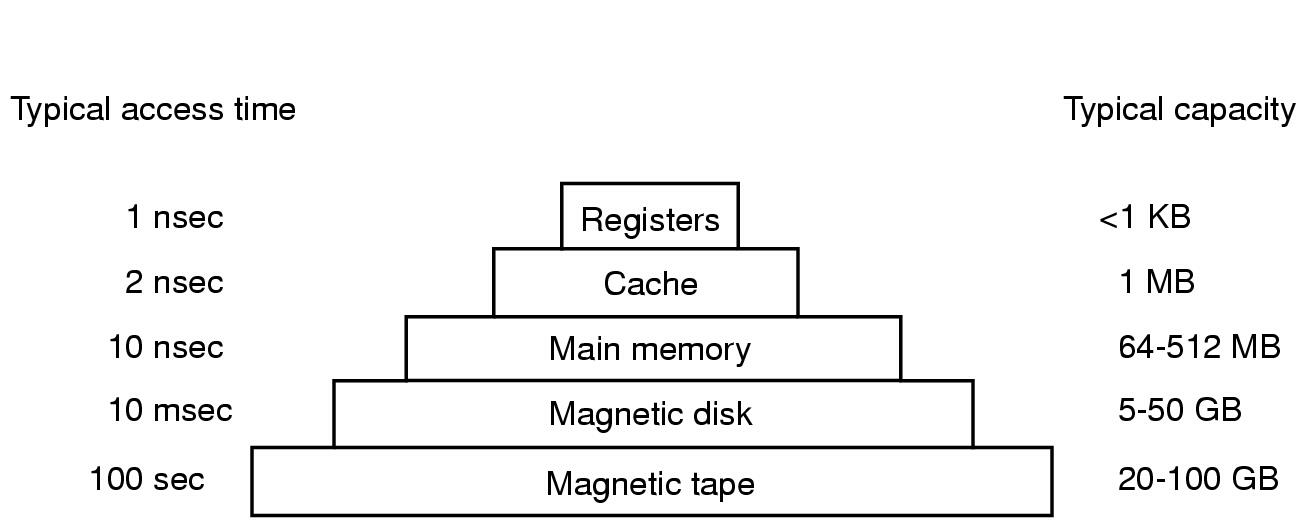 Typical access time Typical capacity
1 nsec Registers <1 KB
2 nsec Cache 1 MB
10 nsec Main memory 64-512 MB
10 msec Magnetic disk 5-50 GB
100 sec Magnetic tape 20-100 GB